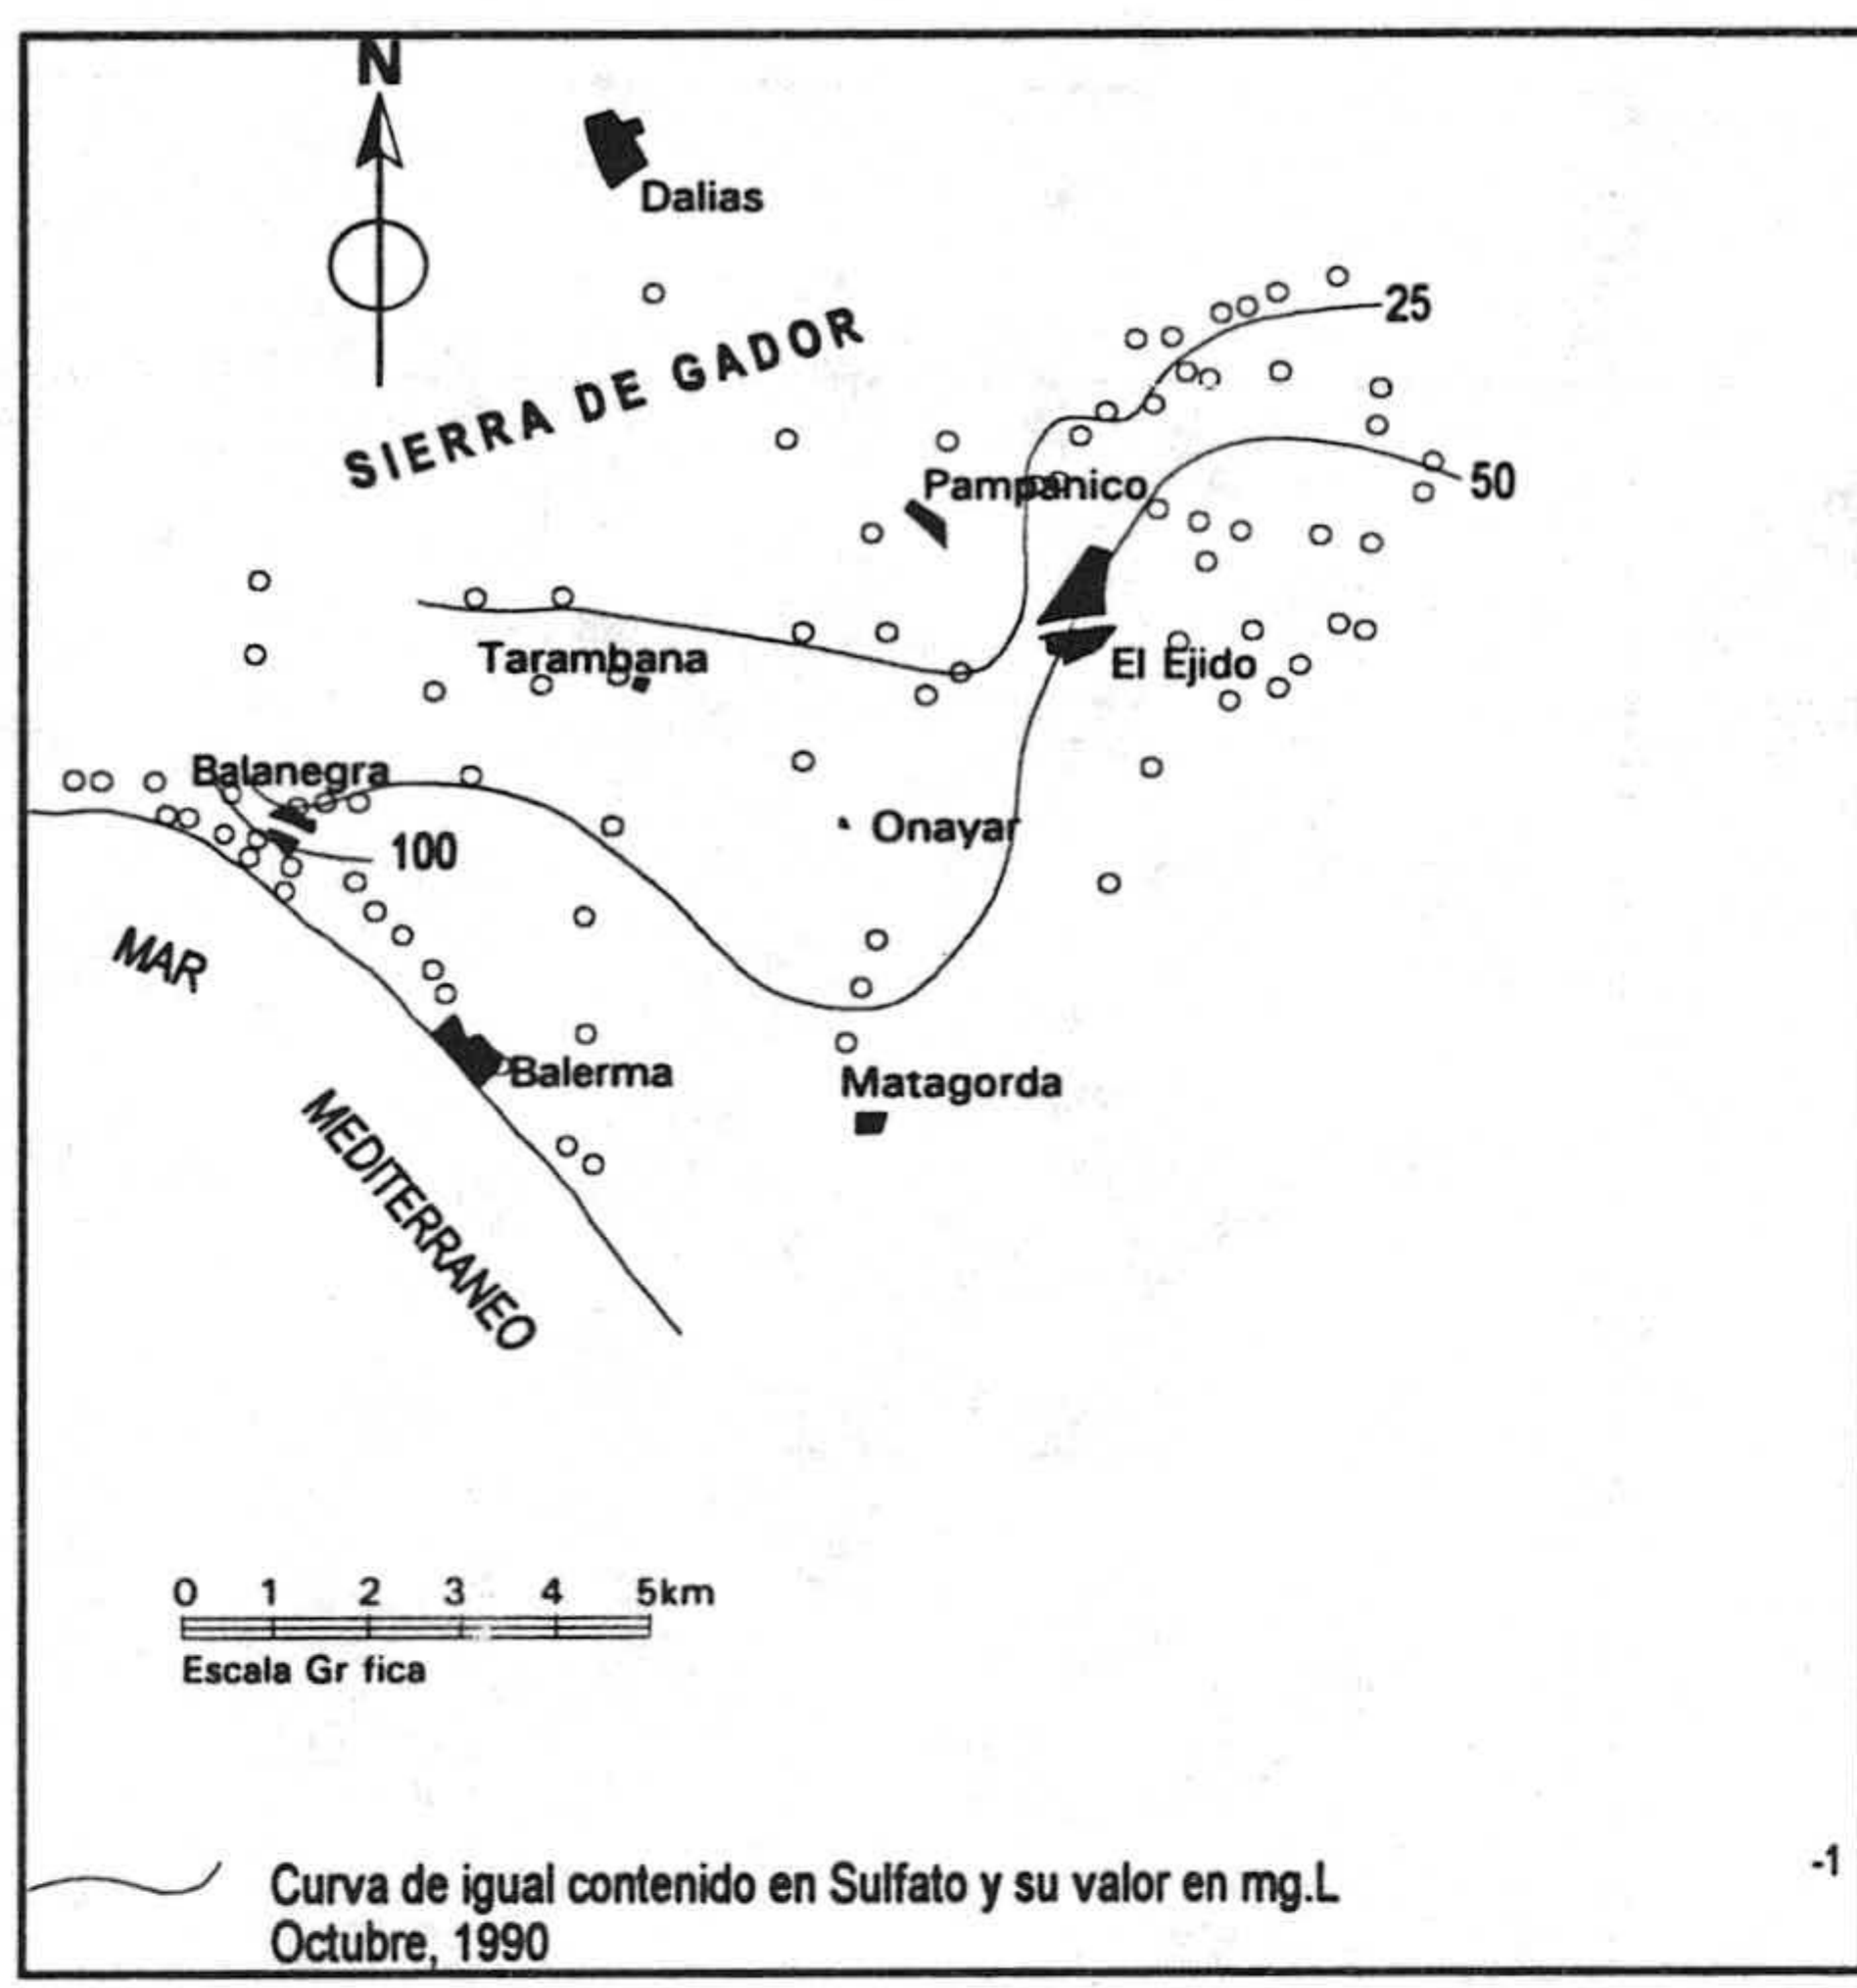 N
Dalias
SIERRA DE GADOR
25
Pampanico
50
Tarambana
El Ejido
Balanegra
Onayar
100
MAR
Balerma
Matagorda
MEDITERRANEO
0 1 2 3 4 5km
Escala Gr fica
-1
Curva de igual contenido en Sulfato y su valor en mg.L
Octubre, 1990